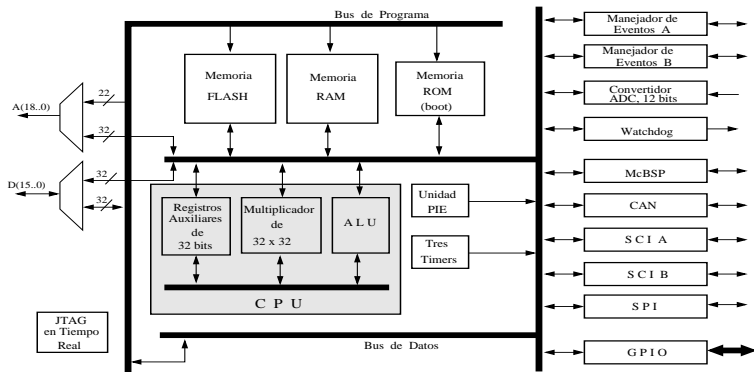 Bus de Programa
Memoria
FLASH
Memoria
RAM
Memoria
ROM
(boot)
22
A(18..0)
32
D(15..0)
32
32
Registros
Auxiliares
de
32 bits
Multiplicador
de
32 x 32
A L U
C P U
Unidad
PIE
Tres
Timers
JTAG
en Tiempo
Real
Bus de Datos
Manejador de
Eventos A
Manejador de
Eventos B
Convertidor
ADC, 12 bits
Watchdog
McBSP
CAN
S C I A
S C I B
S P I
G P I O